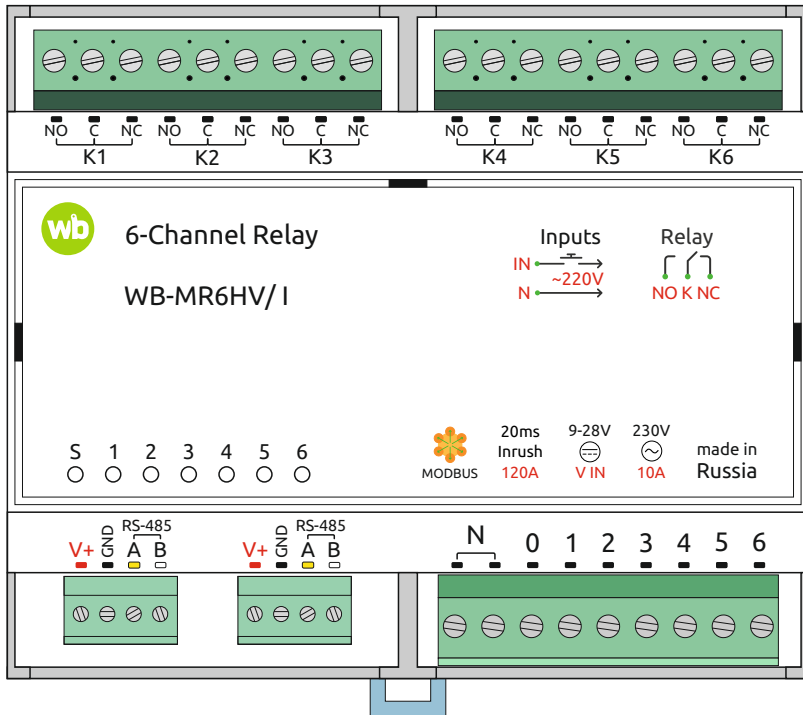 NO C NC NO C NC NO C NC NO C NC NO C NC NO C NC
K1 K2 K3 K4 K5 K6
wb
6-Channel Relay
WB-MR6HV/ I
Inputs
IN
~220V
N
Relay
NO K NC
S 1 2 3 4 5 6
MODBUS
20ms
Inrush
120A
9-28V
V IN
230V
10A
made in
Russia
RS-485
V+ GND A B
RS-485
V+ GND A B
N 0 1 2 3 4 5 6